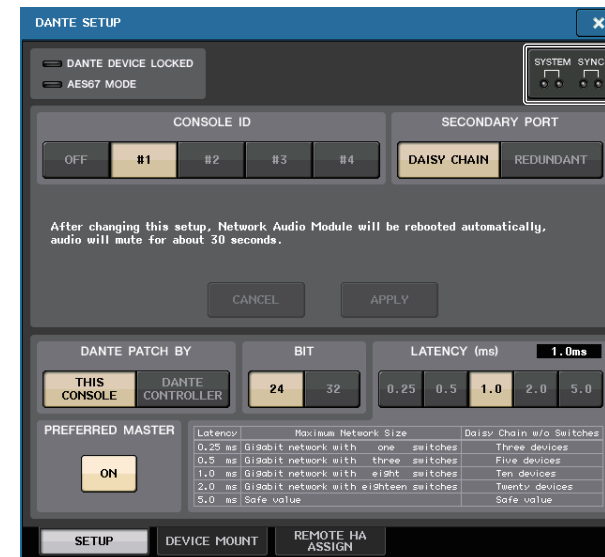 DANTE SETUP
DANTE DEVICE LOCKED
AES67 MODE
SYSTEM SYNC
CONSOLE ID
OFF #1 #2 #3 #4
SECONDARY PORT
DAISY CHAIN REDUNDANT
After changing this setup, Network Audio Module will be rebooted automatically,
audio will mute for about 30 seconds.
CANCEL APPLY
DANTE PATCH BY
THIS CONSOLE DANTE CONTROLLER
BIT
24 32
LATENCY (ms) 1.0ms
0.25 0.5 1.0 2.0 5.0
PREFERRED MASTER
ON
Latency Maximum Network Size Daisy Chain w/o Switches
0.25 ms Gigabit network with one switches Three devices
0.5 ms Gigabit network with three switches Five devices
1.0 ms Gigabit network with eight switches Ten devices
2.0 ms Gigabit network with eighteen switches Twenty devices
5.0 ms Safe value Safe value
SETUP DEVICE MOUNT REMOTE HA ASSIGN